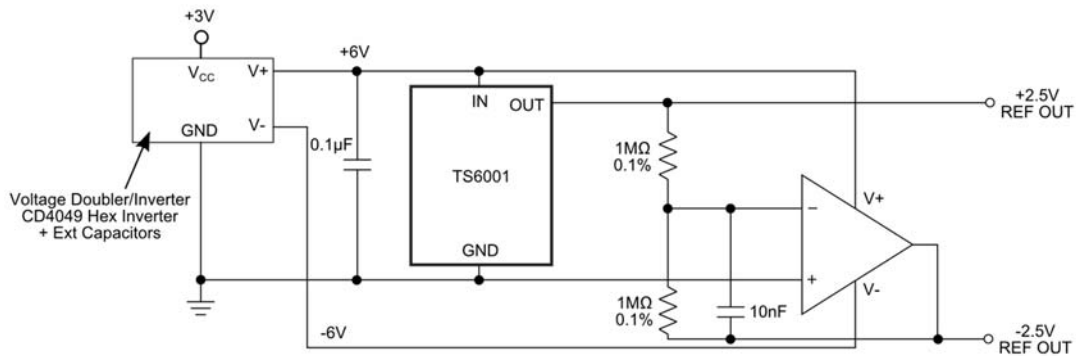 +3V
V_CC
V+
V-
GND
Voltage Doubler/Inverter
CD4049 Hex Inverter
+ Ext Capacitors
+6V
0.1µF
IN
OUT
TS6001
GND
-6V
1MΩ
0.1%
1MΩ
0.1%
10nF
−
+
V+
V-
+2.5V
REF OUT
-2.5V
REF OUT